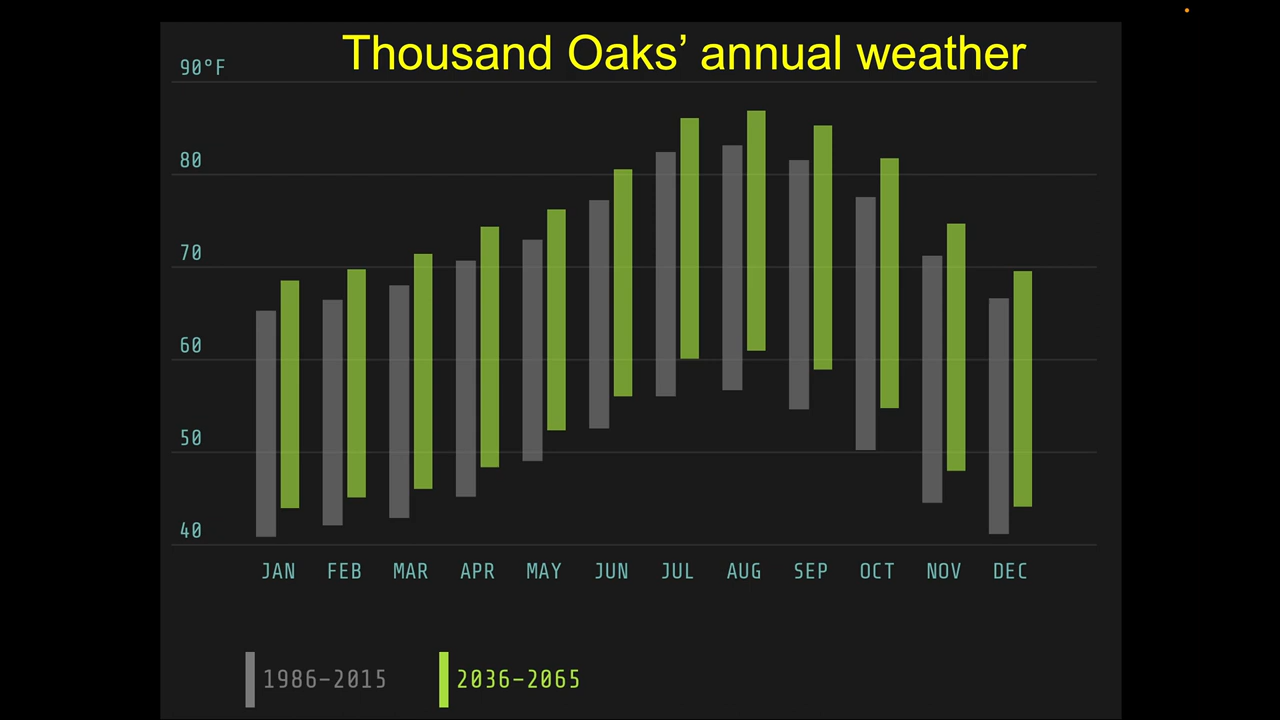 Thousand Oaks’ annual weather
90°F
80
70
60
50
40
JAN FEB MAR APR MAY JUN JUL AUG SEP OCT NOV DEC
1986–2015 2036–2065